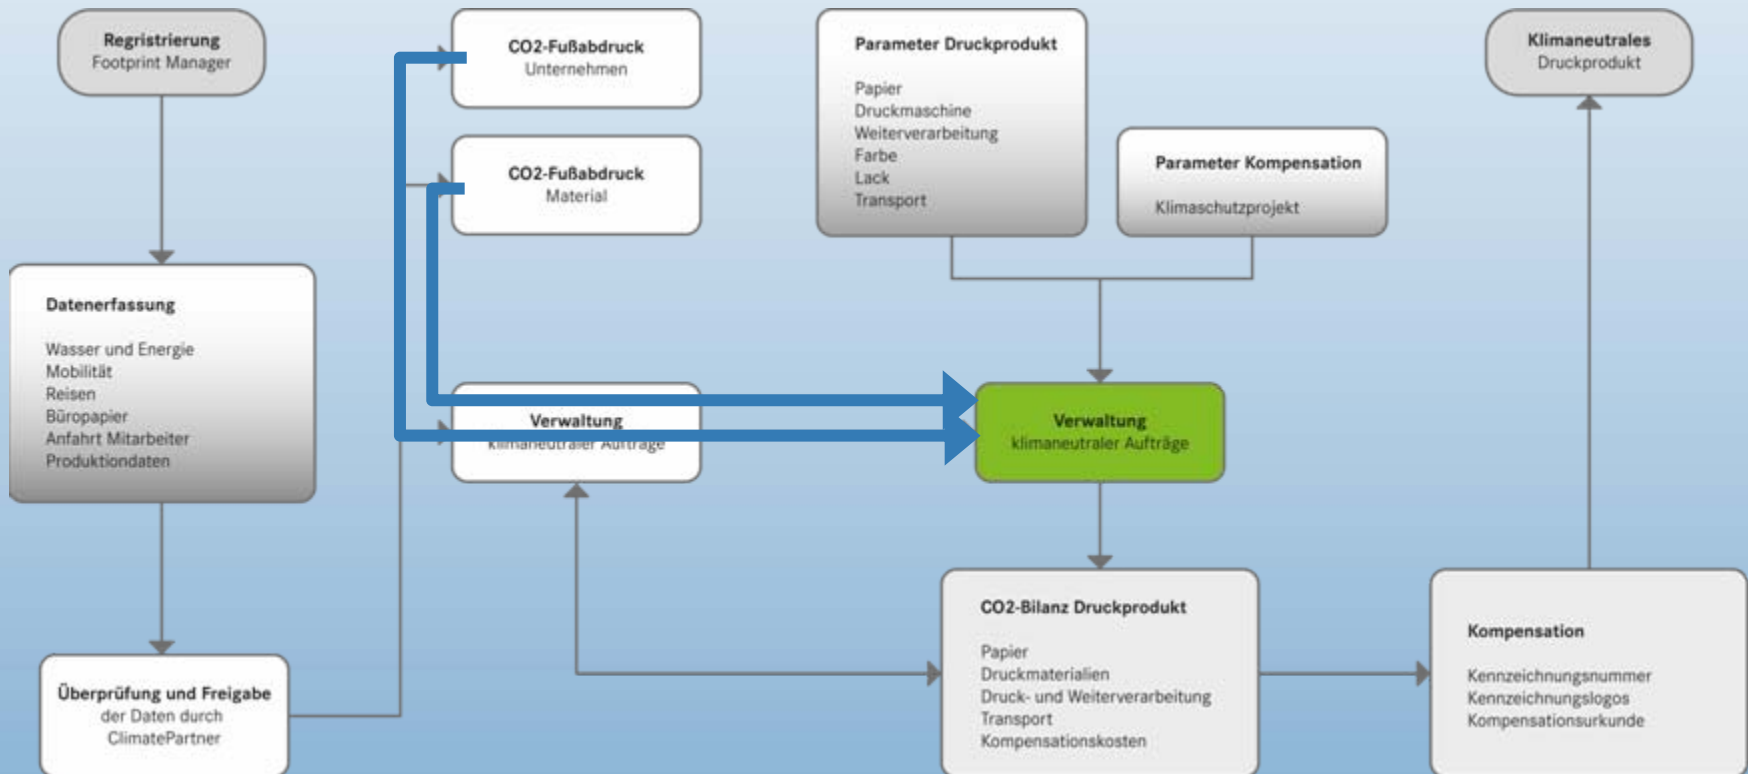 Regristrierung
Footprint Manager
CO2-Fußabdruck
Unternehmen
CO2-Fußabdruck
Material
Parameter Druckprodukt
Papier
Druckmaschine
Weiterverarbeitung
Farbe
Lack
Transport
Parameter Kompensation
Klimaschutzprojekt
Klimaneutrales
Druckprodukt
Datenerfassung
Wasser und Energie
Mobilität
Reisen
Büropapier
Anfahrt Mitarbeiter
Produktiondaten
Verwaltung
klimaneutraler Aufträge
Verwaltung
klimaneutraler Aufträge
Überprüfung und Freigabe
der Daten durch
ClimatePartner
CO2-Bilanz Druckprodukt
Papier
Druckmaterialien
Druck- und Weiterverarbeitung
Transport
Kompensationskosten
Kompensation
Kennzeichnungsnummer
Kennzeichnungslogos
Kompensationsurkunde